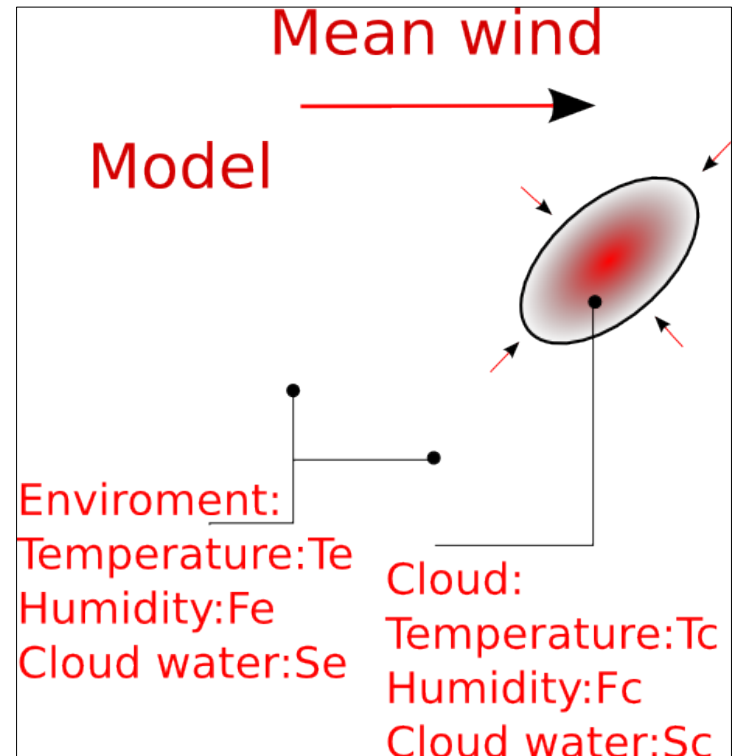 Mean wind
Model
Enviroment:
Temperature:Te
Humidity:Fe
Cloud water:Se
Cloud:
Temperature:Tc
Humidity:Fc
Cloud water:Sc